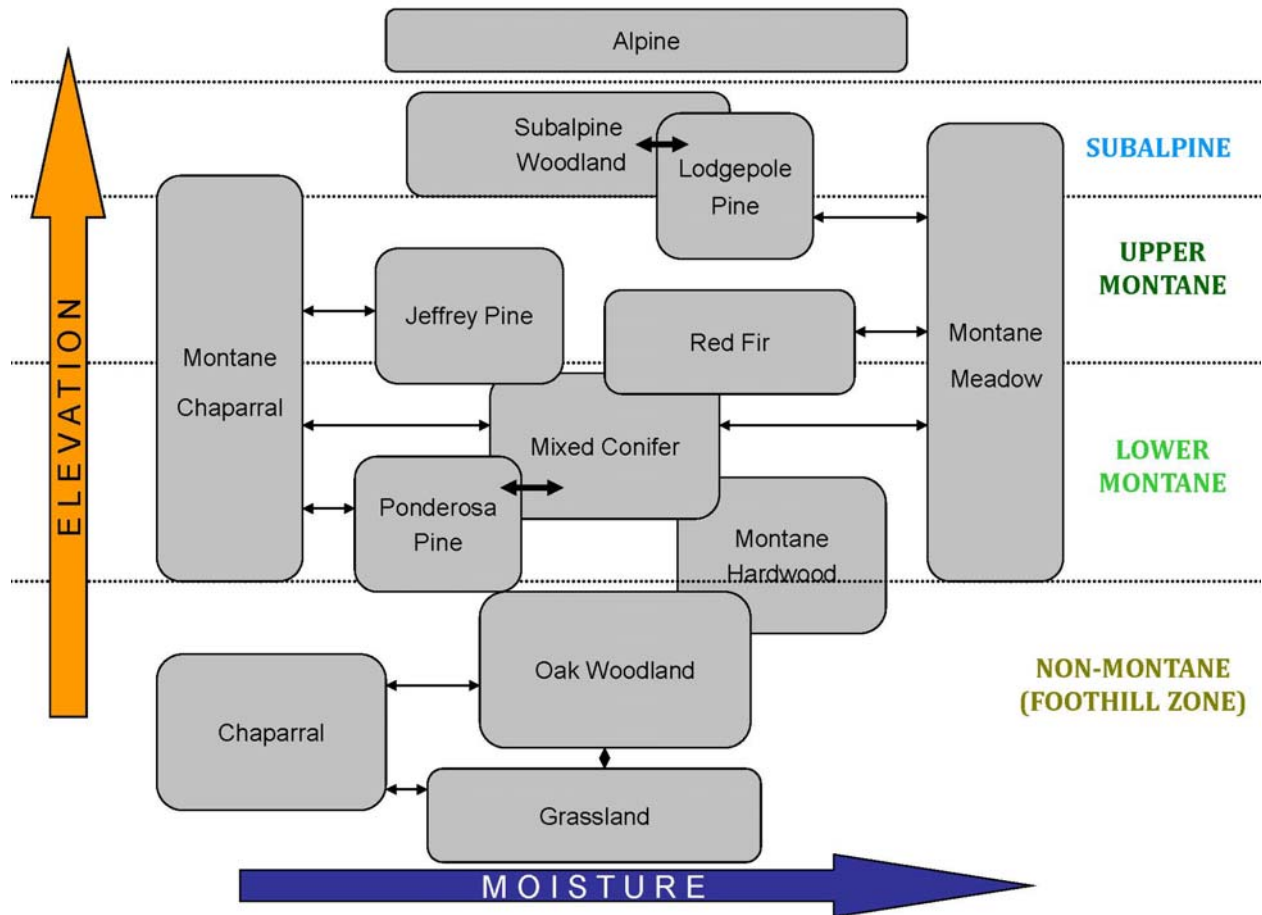 Alpine
Subalpine
Woodland
Lodgepole
Pine
SUBALPINE
Jeffrey Pine
Red Fir
UPPER
MONTANE
Montane
Chaparral
Montane
Meadow
Mixed Conifer
Ponderosa
Pine
Montane
Hardwood
LOWER
MONTANE
Oak Woodland
Chaparral
Grassland
NON-MONTANE
(FOOTHILL ZONE)
ELEVATION
MOISTURE